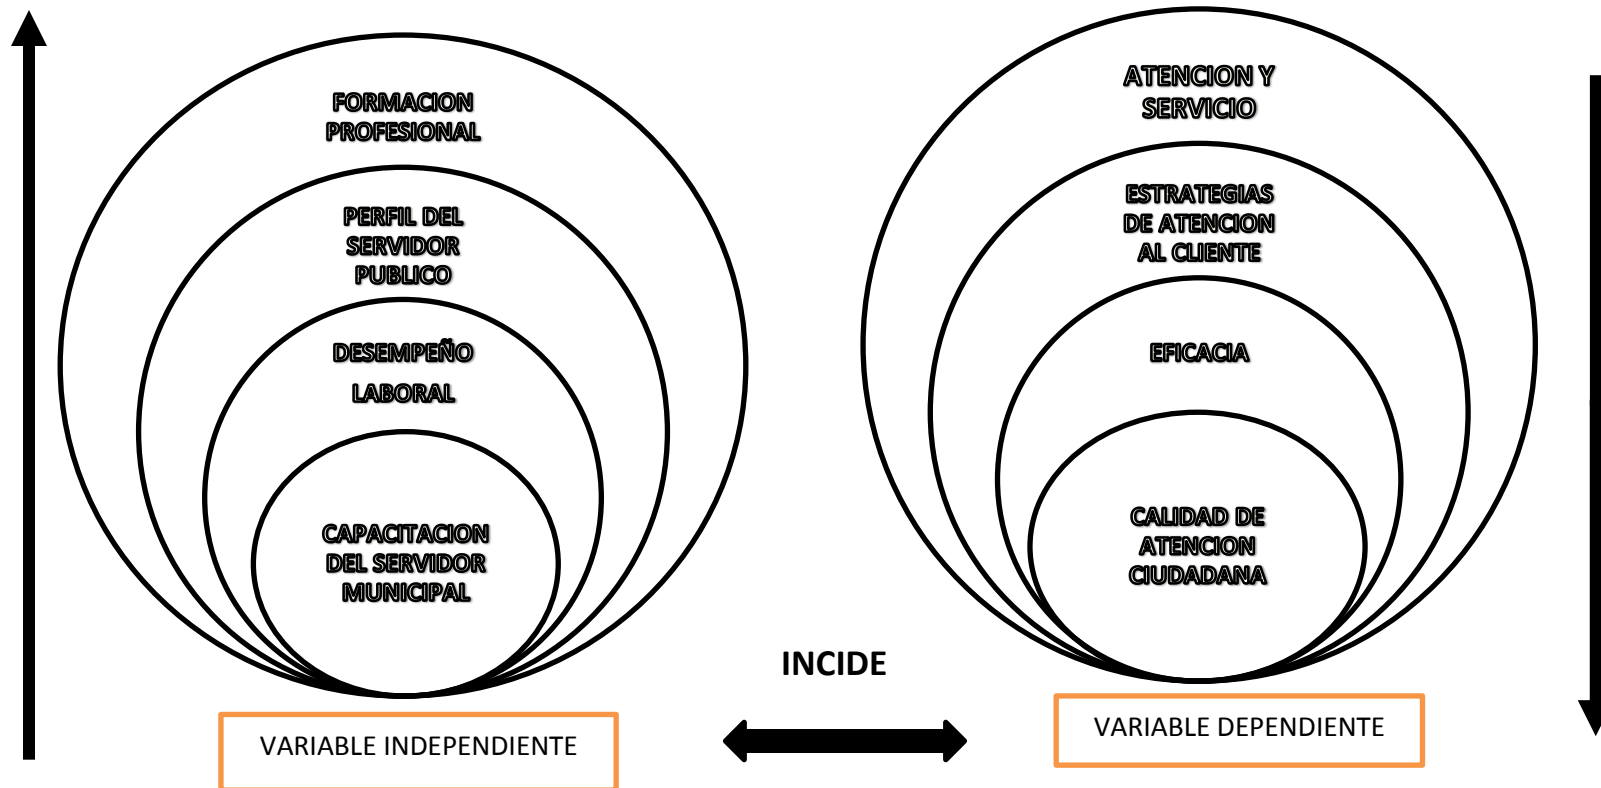 FORMACION
PROFESIONAL
PERFIL DEL
SERVIDOR
PUBLICO
DESEMPEÑO
LABORAL
CAPACITACION
DEL SERVIDOR
MUNICIPAL
VARIABLE INDEPENDIENTE
INCIDE
ATENCION Y
SERVICIO
ESTRATEGIAS
DE ATENCION
AL CLIENTE
EFICACIA
CALIDAD DE
ATENCION
CIUDADANA
VARIABLE DEPENDIENTE